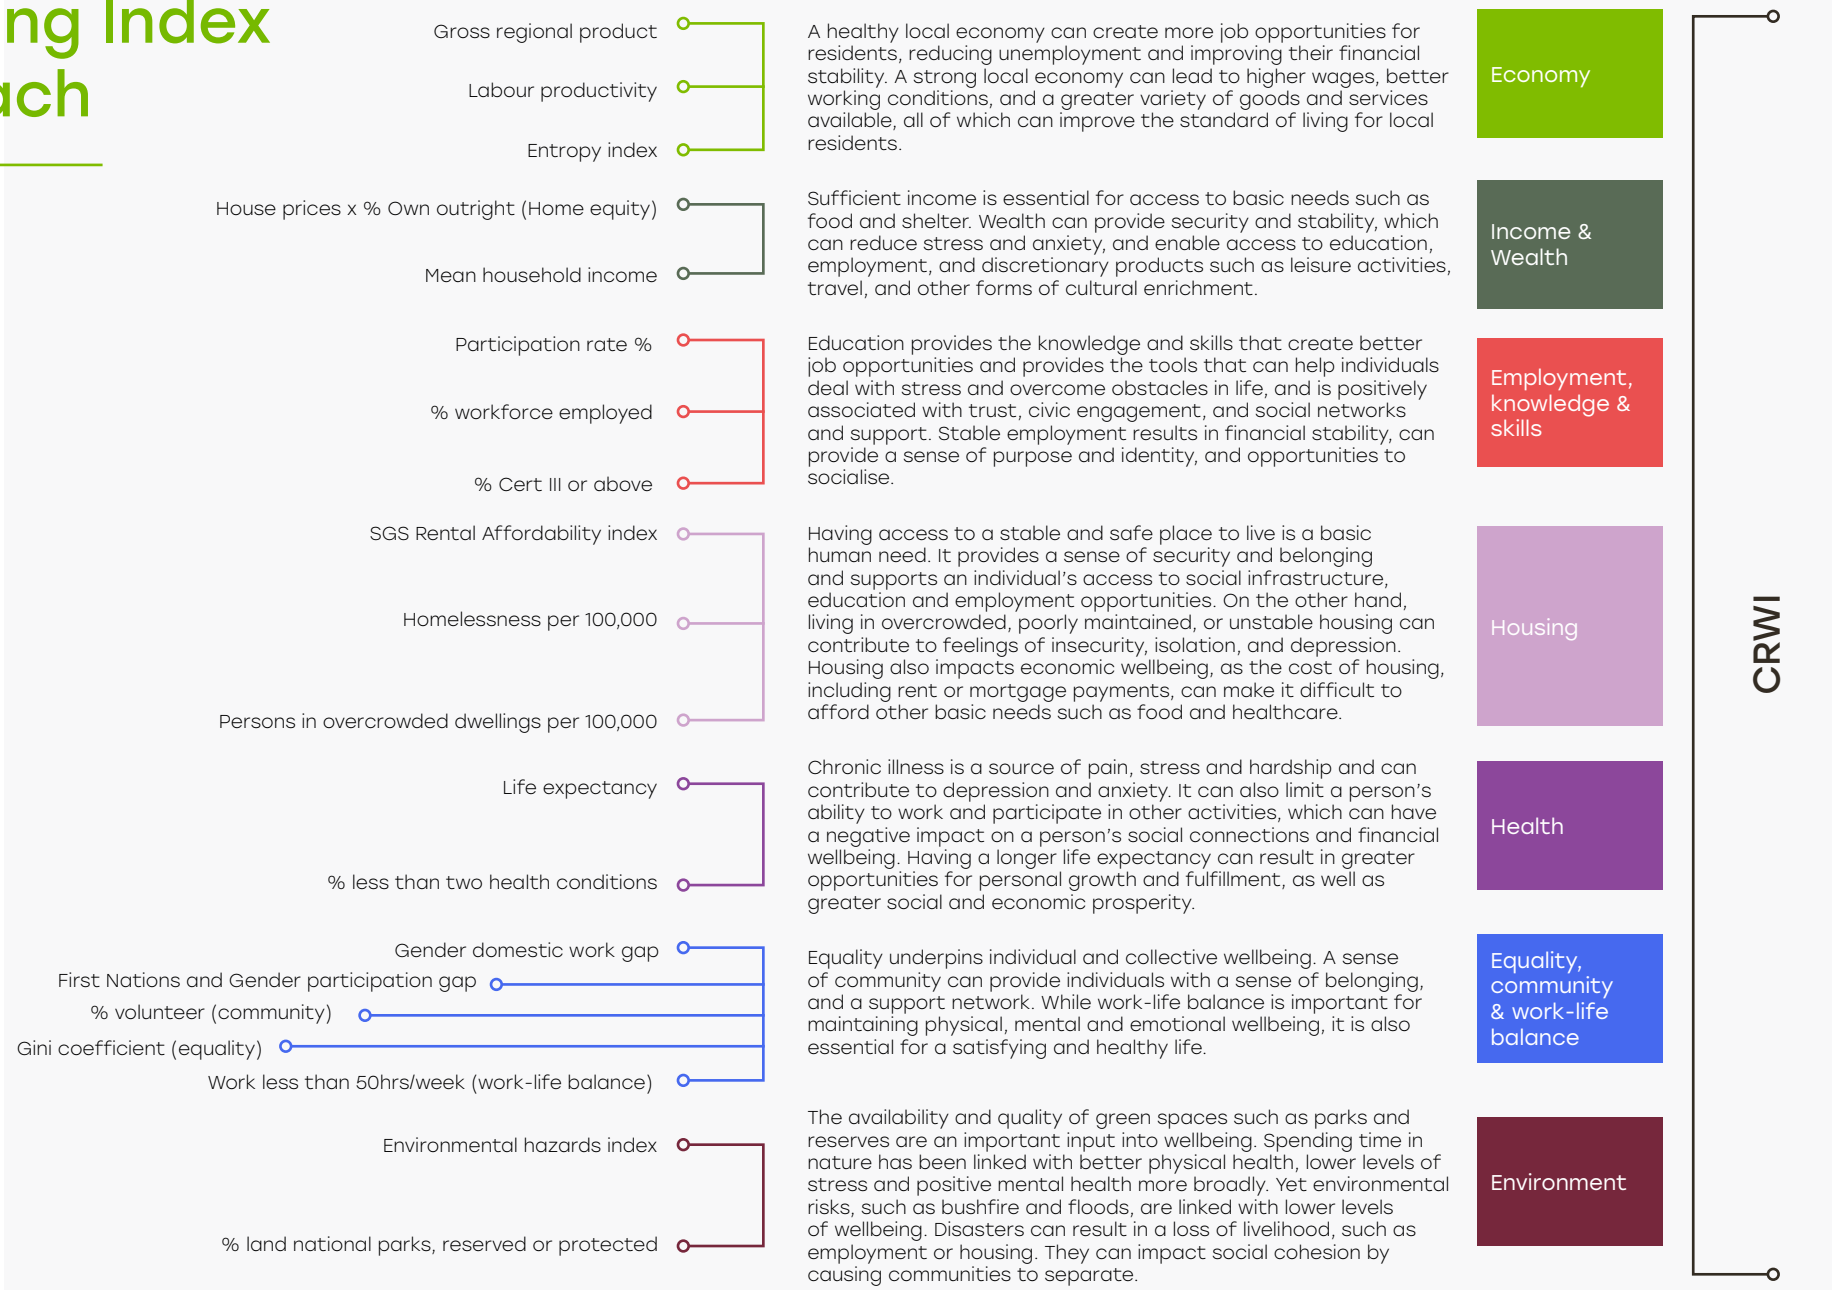 ng Index
ach
Gross regional product
Labour productivity
Entropy index
A healthy local economy can create more job opportunities for
residents, reducing unemployment and improving their financial
stability. A strong local economy can lead to higher wages, better
working conditions, and a greater variety of goods and services
available, all of which can improve the standard of living for local
residents.
Economy
House prices x % Own outright (Home equity)
Mean household income
Sufficient income is essential for access to basic needs such as
food and shelter. Wealth can provide security and stability, which
can reduce stress and anxiety, and enable access to education,
employment, and discretionary products such as leisure activities,
travel, and other forms of cultural enrichment.
Income &
Wealth
Participation rate %
% workforce employed
% Cert III or above
Education provides the knowledge and skills that create better
job opportunities and provides the tools that can help individuals
deal with stress and overcome obstacles in life, and is positively
associated with trust, civic engagement, and social networks
and support. Stable employment results in financial stability, can
provide a sense of purpose and identity, and opportunities to
socialise.
Employment,
knowledge &
skills
SGS Rental Affordability index
Homelessness per 100,000
Persons in overcrowded dwellings per 100,000
Having access to a stable and safe place to live is a basic
human need. It provides a sense of security and belonging
and supports an individual’s access to social infrastructure,
education and employment opportunities. On the other hand,
living in overcrowded, poorly maintained, or unstable housing can
contribute to feelings of insecurity, isolation, and depression.
Housing also impacts economic wellbeing, as the cost of housing,
including rent or mortgage payments, can make it difficult to
afford other basic needs such as food and healthcare.
Housing
Life expectancy
% less than two health conditions
Chronic illness is a source of pain, stress and hardship and can
contribute to depression and anxiety. It can also limit a person’s
ability to work and participate in other activities, which can have
a negative impact on a person’s social connections and financial
wellbeing. Having a longer life expectancy can result in greater
opportunities for personal growth and fulfillment, as well as
greater social and economic prosperity.
Health
Gender domestic work gap
First Nations and Gender participation gap
% volunteer (community)
Gini coefficient (equality)
Work less than 50hrs/week (work-life balance)
Equality underpins individual and collective wellbeing. A sense
of community can provide individuals with a sense of belonging,
and a support network. While work-life balance is important for
maintaining physical, mental and emotional wellbeing, it is also
essential for a satisfying and healthy life.
Equality,
community
& work-life
balance
Environmental hazards index
% land national parks, reserved or protected
The availability and quality of green spaces such as parks and
reserves are an important input into wellbeing. Spending time in
nature has been linked with better physical health, lower levels of
stress and positive mental health more broadly. Yet environmental
risks, such as bushfire and floods, are linked with lower levels
of wellbeing. Disasters can result in a loss of livelihood, such as
employment or housing. They can impact social cohesion by
causing communities to separate.
Environment
CRWI